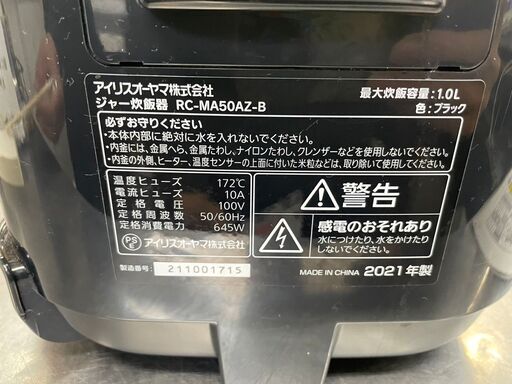 アイリスオーヤマ株式会社
ジャー炊飯器 RC-MA50AZ-B
最大炊飯容量:1.0L
色:ブラック
必ずお守りください。
・本体内部に絶対に水を入れないでください。
・内釜には、金属へら、金属たわし、ナイロンたわし、クレンザーなどを使用しないでください。
・内釜の外側、ヒーター、温度センサーの上面に付いた米粒などは、取り除いて使用してください。
温度ヒューズ 172℃
電流ヒューズ 10A
定格電圧 100V
定格周波数 50/60Hz
定格消費電力 645W
PSE アイリスオーヤマ株式会社
製造番号: 211001715
警告
感電のおそれあり
水につけたり、水をかけたり
しないでください。
MADE IN CHINA 2021年製